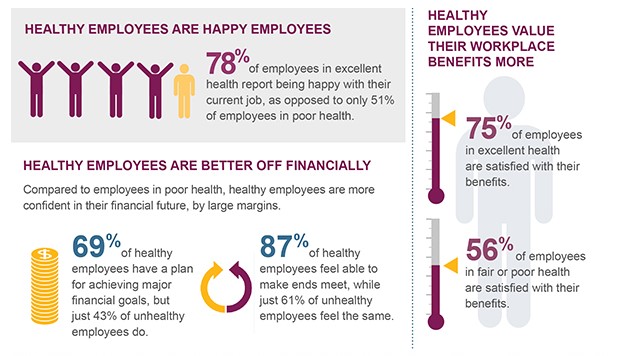 HEALTHY EMPLOYEES ARE HAPPY EMPLOYEES
78% of employees in excellent
health report being happy with their
current job, as opposed to only 51%
of employees in poor health.
HEALTHY EMPLOYEES ARE BETTER OFF FINANCIALLY
Compared to employees in poor health, healthy employees are more
confident in their financial future, by large margins.
$
69% of healthy
employees have a plan
for achieving major
financial goals, but
just 43% of unhealthy
employees do.
87% of healthy
employees feel able to
make ends meet, while
just 61% of unhealthy
employees feel the same.
HEALTHY
EMPLOYEES VALUE
THEIR WORKPLACE
BENEFITS MORE
75% of employees
in excellent health
are satisfied with their
benefits.
56% of employees
in fair or poor health
are satisfied with their
benefits.